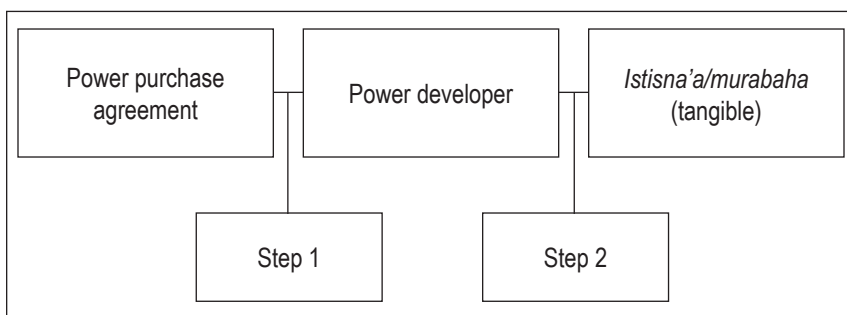 Power purchase
agreement
Power developer
Istisna’a/murabaha
(tangible)
Step 1
Step 2